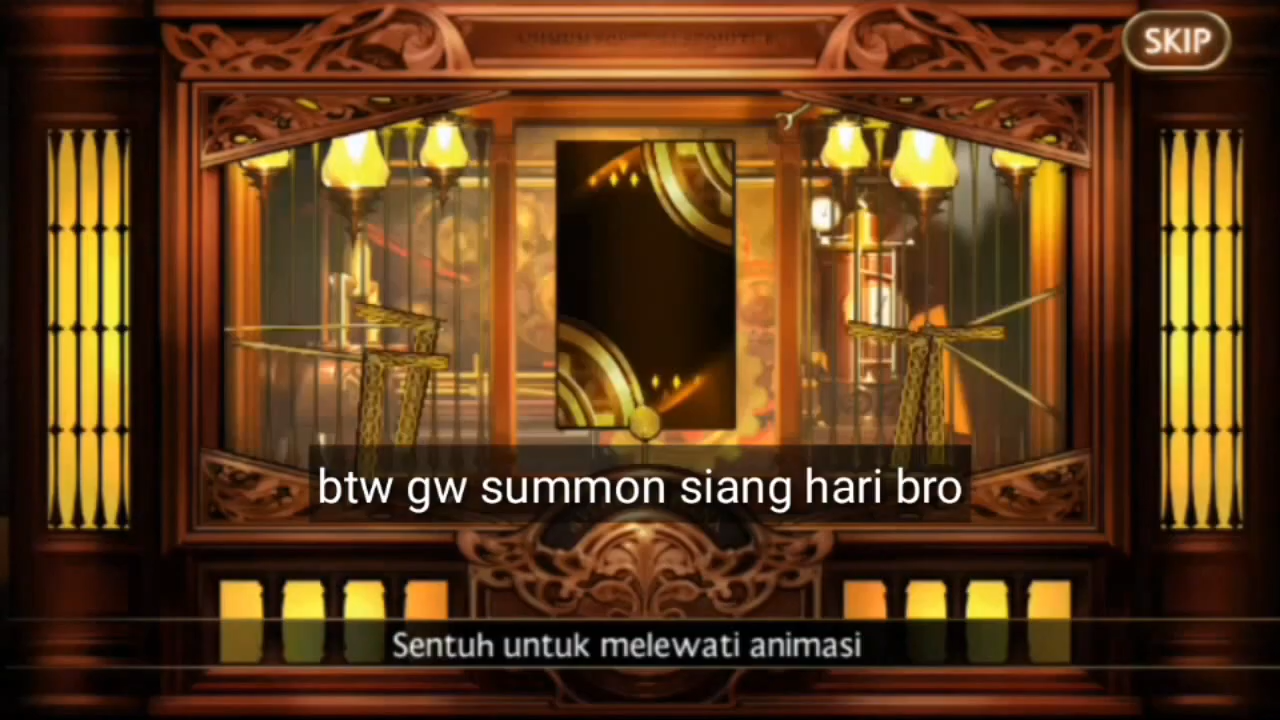 SKIP
btw gw summon siang hari bro
Sentuh untuk melewati animasi